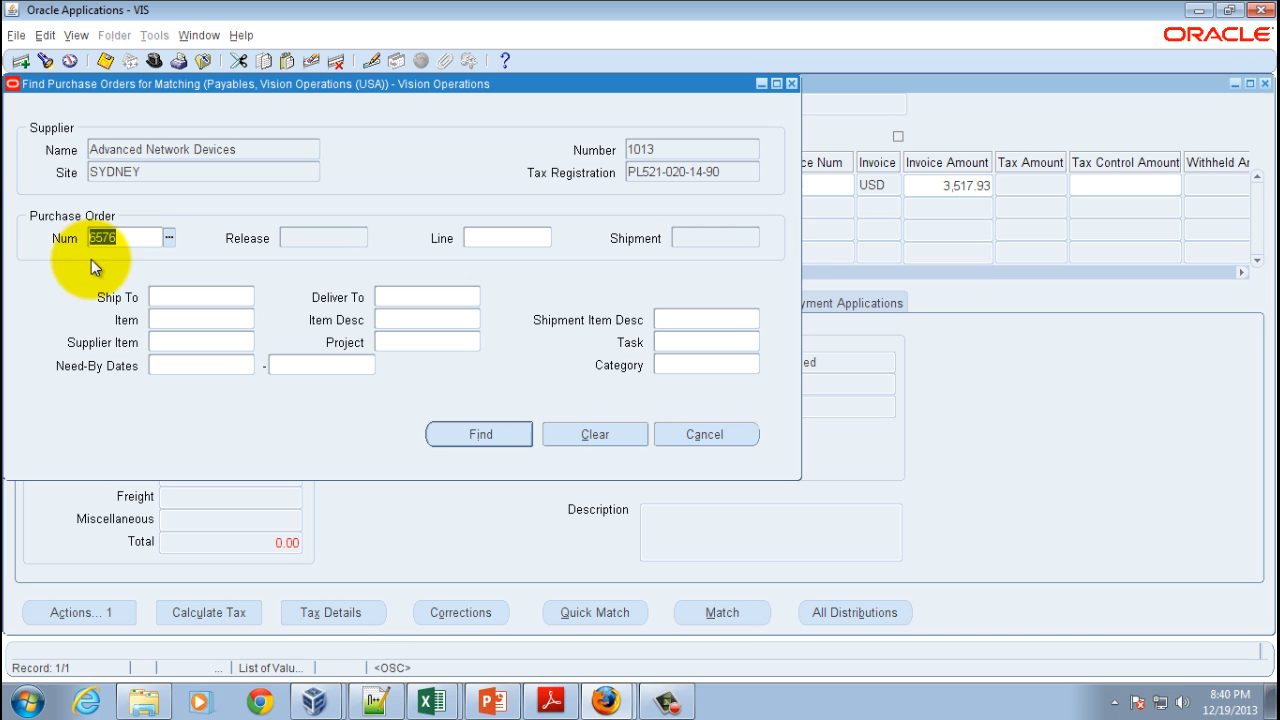 Oracle Applications - VIS
File Edit View Folder Tools Window Help
ORACLE
Find Purchase Orders for Matching (Payables, Vision Operations (USA)) - Vision Operations
Supplier
Name Advanced Network Devices Number 1013
Site SYDNEY Tax Registration PL521-020-14-90
ce Num Invoice Invoice Amount Tax Amount Tax Control Amount Withheld Ar
USD 3,517.93
Purchase Order
Num 6576 Release Line Shipment
Ship To Deliver To
Item Item Desc Shipment Item Desc
Supplier Item Project Task
Need-By Dates - Category
yment Applications
ed
Find Clear Cancel
Freight
Miscellaneous
Total 0.00
Description
Actions... 1 Calculate Tax Tax Details Corrections Quick Match Match All Distributions
Record: 1/1 ... List of Valu... <OSC>
8:40 PM
12/19/2013